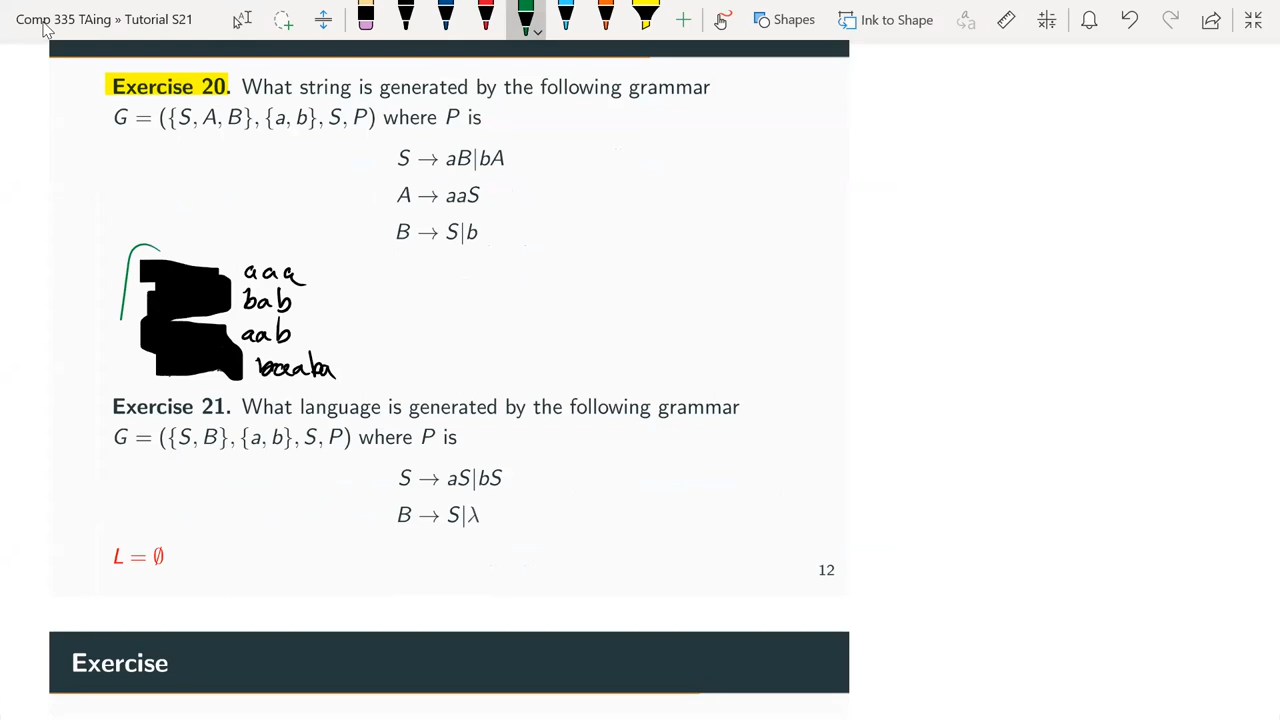 Comp 335 TAing » Tutorial S21
Shapes
Ink to Shape
Exercise 20. What string is generated by the following grammar
G = ({S, A, B}, {a, b}, S, P) where P is
S → aB|bA
A → aaS
B → S|b
aaa
bab
aab
Exercise 21. What language is generated by the following grammar
G = ({S, B}, {a, b}, S, P) where P is
S → aS|bS
B → S|λ
L = ∅
12
Exercise